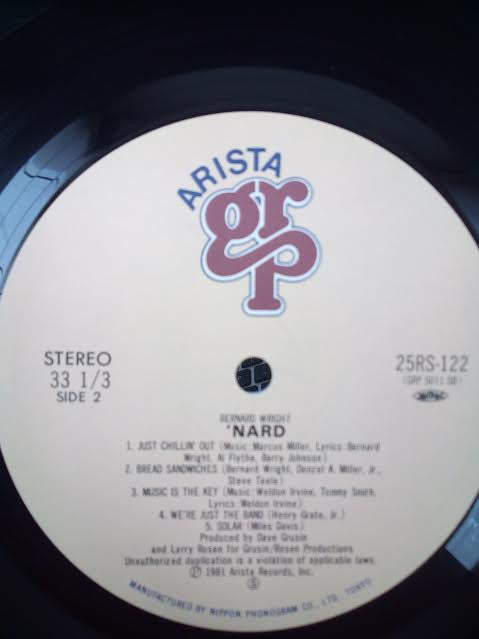 ARISTA
grp
STEREO
33 1/3
SIDE 2
25RS-122
(GRP 5011 SB)
BERNARD WRIGHT
'NARD
1. JUST CHILLIN' OUT (Music: Marcus Miller, Lyrics: Bernard
Wright, Al Flythe, Barry Johnson)
2. BREAD SANDWICHES (Bernard Wright, Denzal A. Miller, Jr.,
Steve Teele)
3. MUSIC IS THE KEY (Music: Weldon Irvine, Tommy Smith,
Lyrics: Weldon Irvine)
4. WE'RE JUST THE BAND (Henry Grate, Jr.)
5. SOLAR (Miles Davis)
Produced by Dave Grusin
and Larry Rosen for Grusin/Rosen Productions
Unauthorized duplication is a violation of applicable laws.
Ⓟ 1981 Arista Records, Inc.
MANUFACTURED BY NIPPON PHONOGRAM CO., LTD., TOKYO